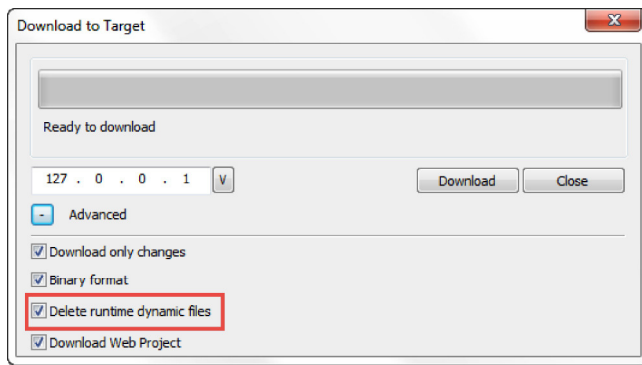 Download to Target
Ready to download
127 . 0 . 0 . 1 V Download Close
- Advanced
Download only changes
Binary format
Delete runtime dynamic files
Download Web Project